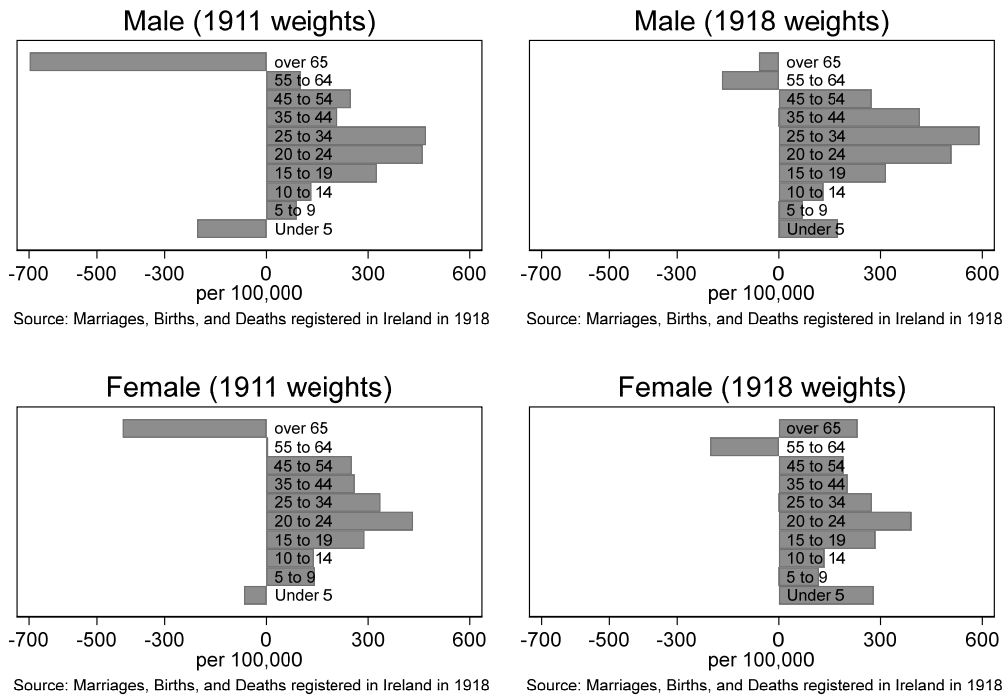 Male (1911 weights)
over 65
55 to 64
45 to 54
35 to 44
25 to 34
20 to 24
15 to 19
10 to 14
5 to 9
Under 5
-700 -500 -300 0 300 600
per 100,000
Source: Marriages, Births, and Deaths registered in Ireland in 1918
Male (1918 weights)
over 65
55 to 64
45 to 54
35 to 44
25 to 34
20 to 24
15 to 19
10 to 14
5 to 9
Under 5
-700 -500 -300 0 300 600
per 100,000
Source: Marriages, Births, and Deaths registered in Ireland in 1918
Female (1911 weights)
over 65
55 to 64
45 to 54
35 to 44
25 to 34
20 to 24
15 to 19
10 to 14
5 to 9
Under 5
-700 -500 -300 0 300 600
per 100,000
Source: Marriages, Births, and Deaths registered in Ireland in 1918
Female (1918 weights)
over 65
55 to 64
45 to 54
35 to 44
25 to 34
20 to 24
15 to 19
10 to 14
5 to 9
Under 5
-700 -500 -300 0 300 600
per 100,000
Source: Marriages, Births, and Deaths registered in Ireland in 1918